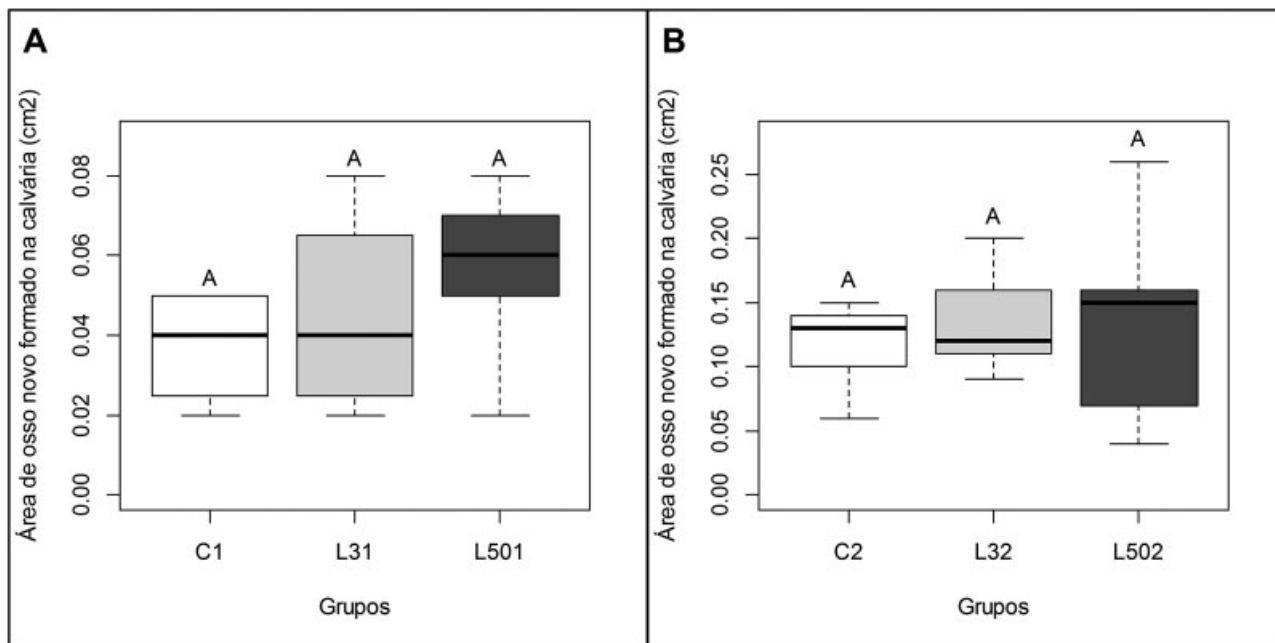 A
Área de osso novo formado na calvária (cm2)
0.08
0.06
0.04
0.02
0.00
A
A
A
C1
L31
L501
Grupos
B
Área de osso novo formado na calvária (cm2)
0.25
0.20
0.15
0.10
0.05
0.00
A
A
A
C2
L32
L502
Grupos